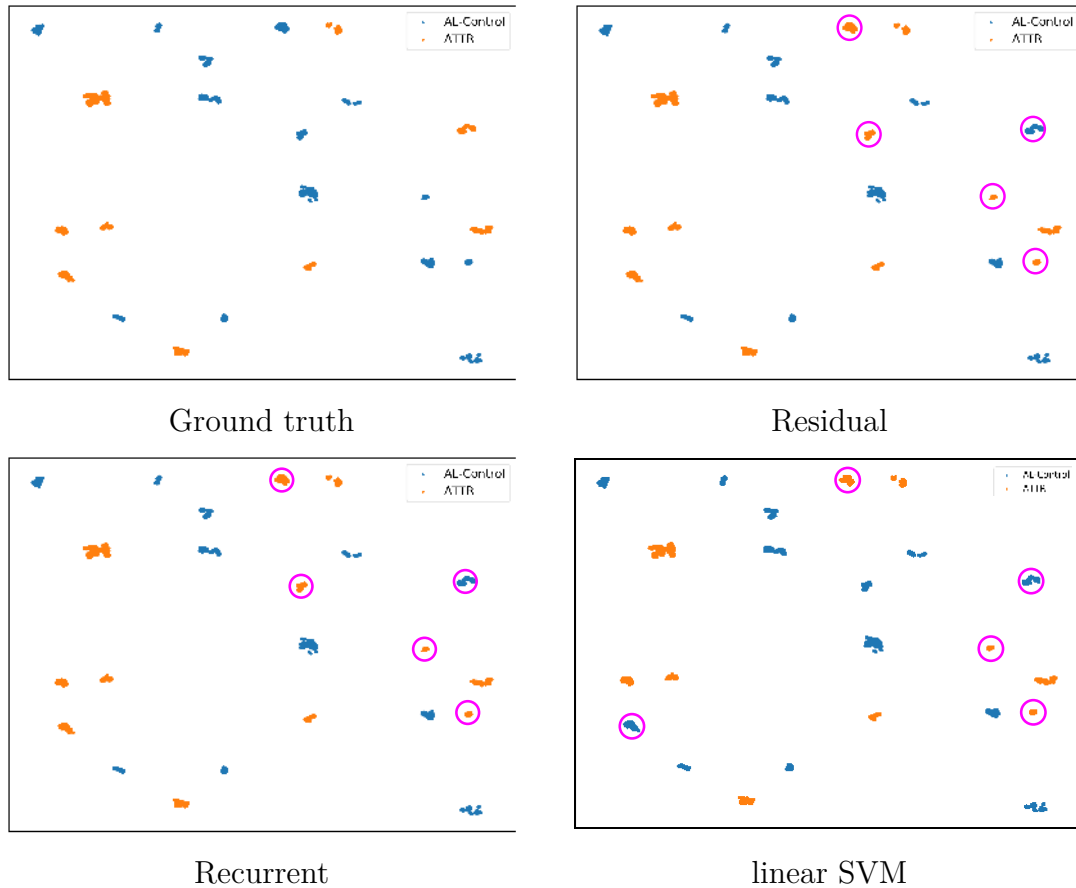 AL-Control
ATTR
AL-Control
ATTR
Ground truth
Residual
AL-Control
ATTR
AL-Control
ATTR
Recurrent
linear SVM